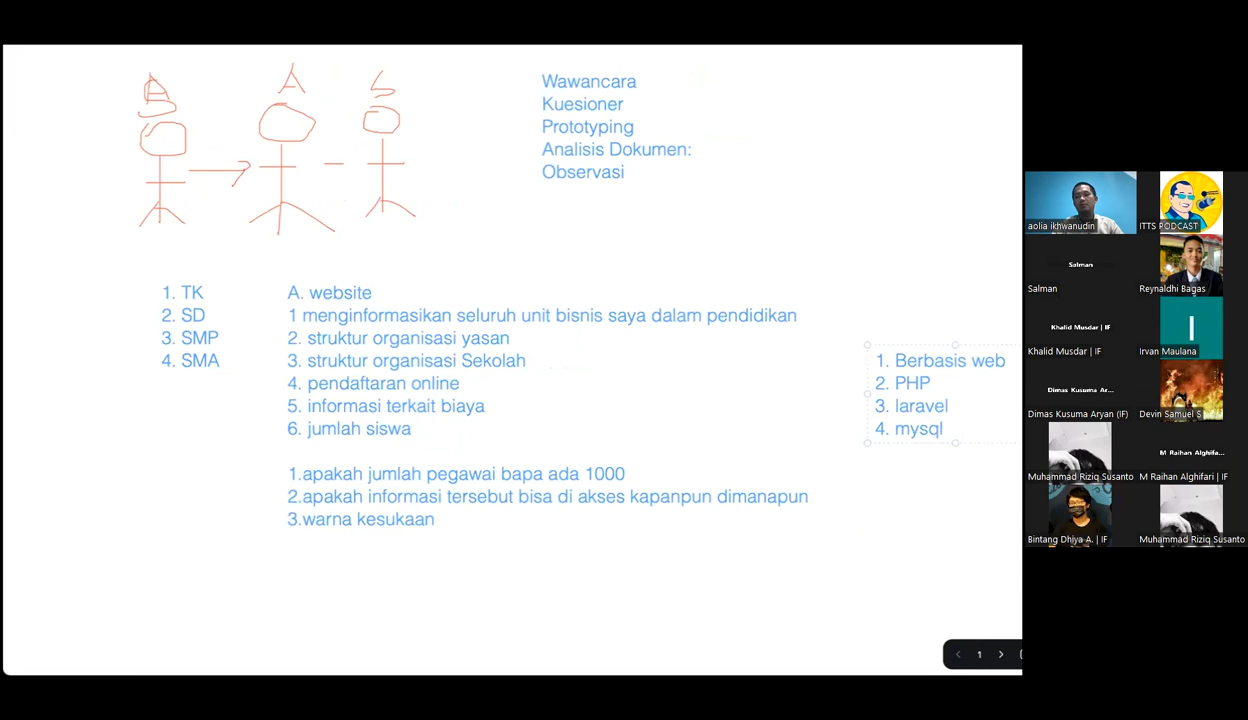 B
A
S
Wawancara
Kuesioner
Prototyping
Analisis Dokumen:
Observasi
1. TK
2. SD
3. SMP
4. SMA
A. website
1 menginformasikan seluruh unit bisnis saya dalam pendidikan
2. struktur organisasi yasan
3. struktur organisasi Sekolah
4. pendaftaran online
5. informasi terkait biaya
6. jumlah siswa
1.apakah jumlah pegawai bapa ada 1000
2.apakah informasi tersebut bisa di akses kapanpun dimanapun
3.warna kesukaan
1. Berbasis web
2. PHP
3. laravel
4. mysql
1
aolia ikhwanudin
ITTS PODCAST
Salman
Salman
Reynaldhi Bagas
Khalid Musdar | IF
Khalid Musdar | IF
I
Irvan Maulana
Dimas Kusuma Ar...
Dimas Kusuma Aryan (IF)
Devin Samuel S
Muhammad Riziq Susanto
M Raihan Alghifa...
M Raihan Alghifari | IF
Bintang Dhiya A. | IF
Muhammad Riziq Susanto